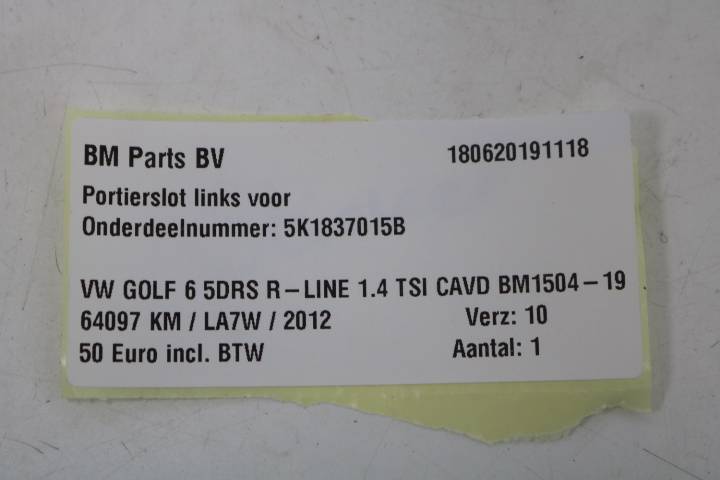 BM Parts BV 180620191118
Portierslot links voor
Onderdeelnummer: 5K1837015B
VW GOLF 6 5DRS R-LINE 1.4 TSI CAVD BM1504-19
64097 KM / LA7W / 2012 Verz: 10
50 Euro incl. BTW Aantal: 1